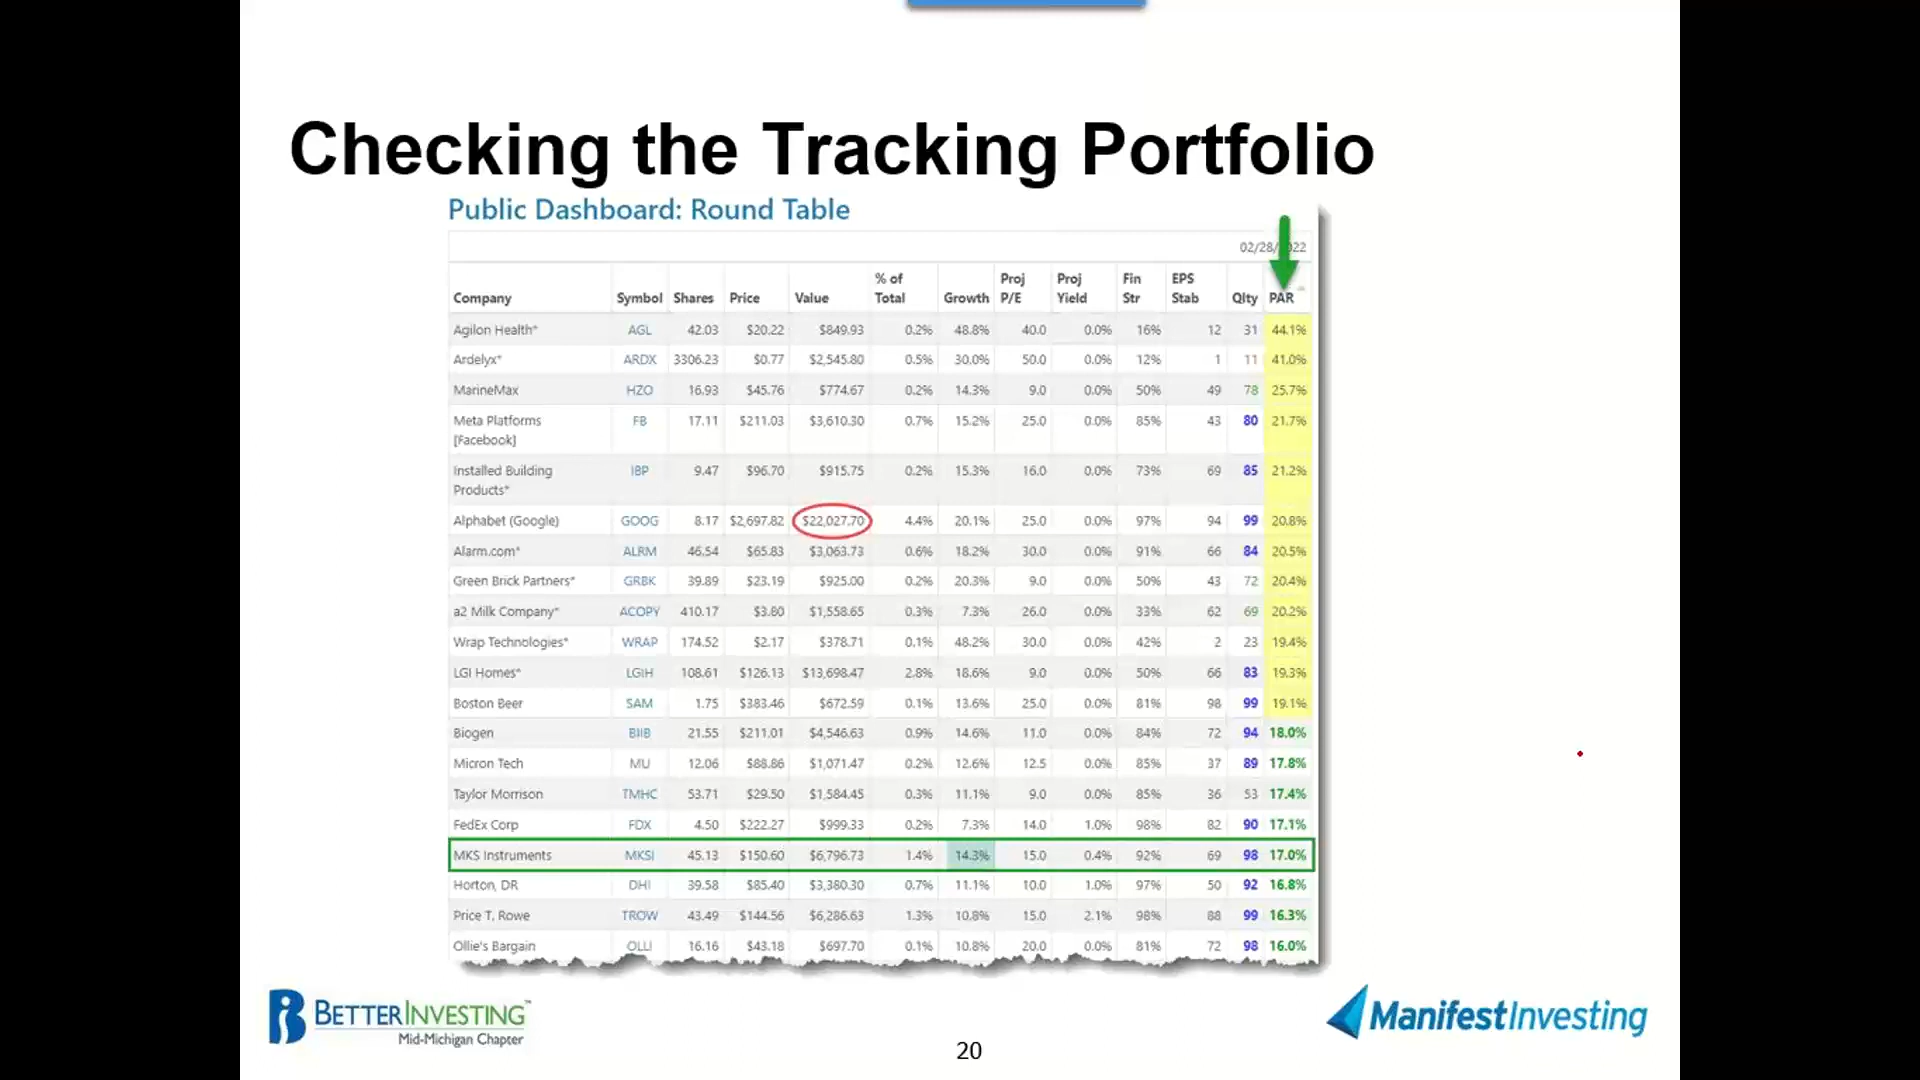 Checking the Tracking Portfolio
Public Dashboard: Round Table
02/28/ 22
Company Symbol Shares Price Value % of Total Growth Proj P/E Proj Yield Fin Str EPS Stab Qlty PAR
Agilon Health* AGL 42.03 $20.22 $849.93 0.2% 48.8% 40.0 0.0% 16% 12 31 44.1%
Ardelyx* ARDX 3306.23 $0.77 $2,545.80 0.5% 30.0% 50.0 0.0% 12% 1 11 41.0%
MarineMax HZO 16.93 $45.76 $774.67 0.2% 14.3% 9.0 0.0% 50% 49 78 25.7%
Meta Platforms [Facebook] FB 17.11 $211.03 $3,610.30 0.7% 15.2% 25.0 0.0% 85% 43 80 21.7%
Installed Building Products* IBP 9.47 $96.70 $915.75 0.2% 15.3% 16.0 0.0% 73% 69 85 21.2%
Alphabet (Google) GOOG 8.17 $2,697.82 $22,027.70 4.4% 20.1% 25.0 0.0% 97% 94 99 20.8%
Alarm.com* ALRM 46.54 $65.83 $3,063.73 0.6% 18.2% 30.0 0.0% 91% 66 84 20.5%
Green Brick Partners* GRBK 39.89 $23.19 $925.00 0.2% 20.3% 9.0 0.0% 50% 43 72 20.4%
a2 Milk Company* ACOPY 410.17 $3.80 $1,558.65 0.3% 7.3% 26.0 0.0% 33% 62 69 20.2%
Wrap Technologies* WRAP 174.52 $2.17 $378.71 0.1% 48.2% 30.0 0.0% 42% 2 23 19.4%
LGI Homes* LGIH 108.61 $126.13 $13,698.47 2.8% 18.6% 9.0 0.0% 50% 66 83 19.3%
Boston Beer SAM 1.75 $383.46 $672.59 0.1% 13.6% 25.0 0.0% 81% 98 99 19.1%
Biogen BIIB 21.55 $211.01 $4,546.63 0.9% 14.6% 11.0 0.0% 84% 72 94 18.0%
Micron Tech MU 12.06 $88.86 $1,071.47 0.2% 12.6% 12.5 0.0% 85% 37 89 17.8%
Taylor Morrison TMHC 53.71 $29.50 $1,584.45 0.3% 11.1% 9.0 0.0% 85% 36 53 17.4%
FedEx Corp FDX 4.50 $222.27 $999.33 0.2% 7.3% 14.0 1.0% 98% 82 90 17.1%
MKS Instruments MKSI 45.13 $150.60 $6,796.73 1.4% 14.3% 15.0 0.4% 92% 69 98 17.0%
Horton, DR DHI 39.58 $85.40 $3,380.30 0.7% 11.1% 10.0 1.0% 97% 50 92 16.8%
Price T. Rowe TROW 43.49 $144.56 $6,286.63 1.3% 10.8% 15.0 2.1% 98% 88 99 16.3%
Ollie's Bargain OLLI 16.16 $43.18 $697.70 0.1% 10.8% 20.0 0.0% 81% 72 98 16.0%
BETTERINVESTING™
Mid-Michigan Chapter
20
ManifestInvesting